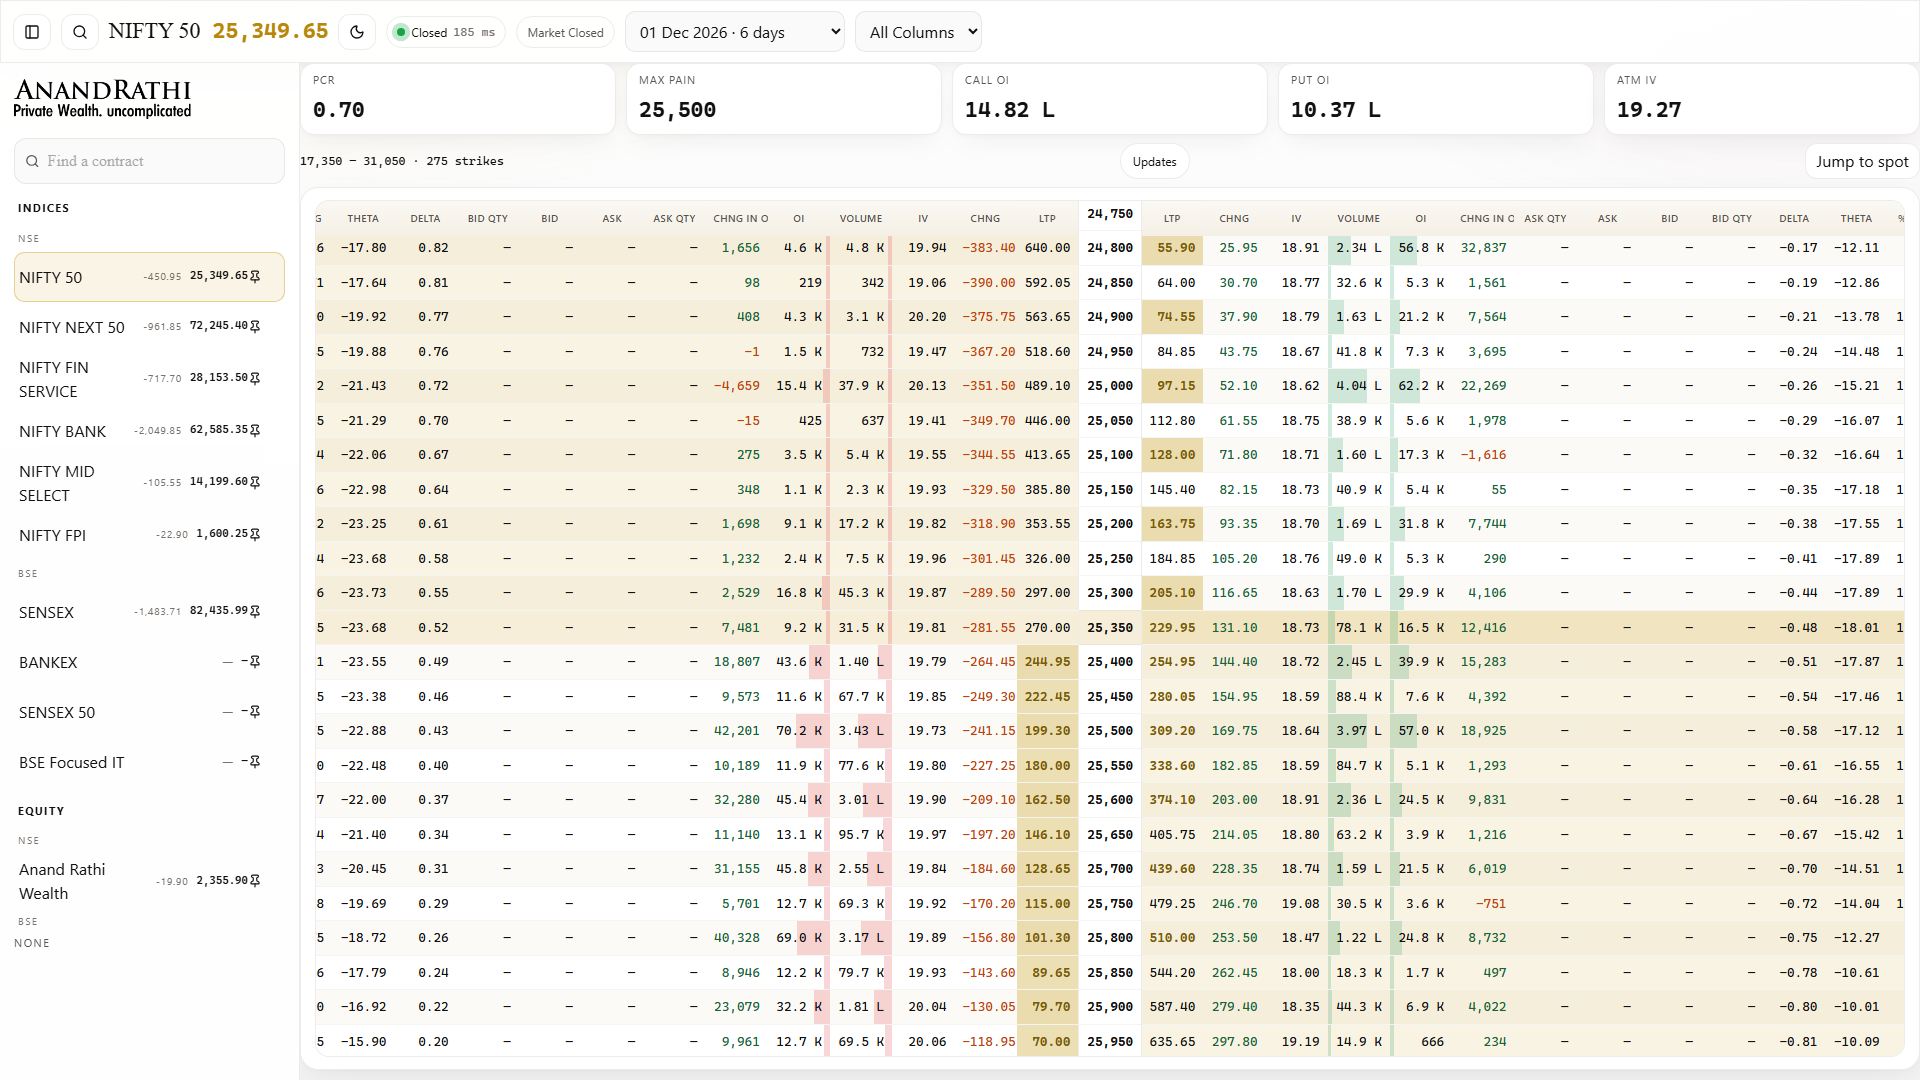 NIFTY 50 25,349.65 Closed 185 ms Market Closed 01 Dec 2026 · 6 days All Columns
ANANDRATHI
Private Wealth. uncomplicated
Find a contract
INDICES
NSE
NIFTY 50 -450.95 25,349.65
NIFTY NEXT 50 -961.85 72,245.40
NIFTY FIN SERVICE -717.70 28,153.50
NIFTY BANK -2,049.85 62,585.35
NIFTY MID SELECT -105.55 14,199.60
NIFTY FPI -22.90 1,600.25
BSE
SENSEX -1,483.71 82,435.99
BANKEX — –
SENSEX 50 — –
BSE Focused IT — –
EQUITY
NSE
Anand Rathi Wealth -19.90 2,355.90
BSE
NONE
PCR
0.70
MAX PAIN
25,500
CALL OI
14.82 L
PUT OI
10.37 L
ATM IV
19.27
17,350 – 31,050 · 275 strikes Updates Jump to spot
G THETA DELTA BID QTY BID ASK ASK QTY CHNG IN O OI VOLUME IV CHNG LTP 24,750 LTP CHNG IV VOLUME OI CHNG IN O ASK QTY ASK BID BID QTY DELTA THETA %
6 −17.80 0.82 – – – – 1,656 4.6 K 4.8 K 19.94 −383.40 640.00 24,800 55.90 25.95 18.91 2.34 L 56.8 K 32,837 – – – – −0.17 −12.11
1 −17.64 0.81 – – – – 98 219 342 19.06 −390.00 592.05 24,850 64.00 30.70 18.77 32.6 K 5.3 K 1,561 – – – – −0.19 −12.86
0 −19.92 0.77 – – – – 408 4.3 K 3.1 K 20.20 −375.75 563.65 24,900 74.55 37.90 18.79 1.63 L 21.2 K 7,564 – – – – −0.21 −13.78 1
5 −19.88 0.76 – – – – −1 1.5 K 732 19.47 −367.20 518.60 24,950 84.85 43.75 18.67 41.8 K 7.3 K 3,695 – – – – −0.24 −14.48 1
2 −21.43 0.72 – – – – −4,659 15.4 K 37.9 K 20.13 −351.50 489.10 25,000 97.15 52.10 18.62 4.04 L 62.2 K 22,269 – – – – −0.26 −15.21 1
5 −21.29 0.70 – – – – −15 425 637 19.41 −349.70 446.00 25,050 112.80 61.55 18.75 38.9 K 5.6 K 1,978 – – – – −0.29 −16.07 1
4 −22.06 0.67 – – – – 275 3.5 K 5.4 K 19.55 −344.55 413.65 25,100 128.00 71.80 18.71 1.60 L 17.3 K −1,616 – – – – −0.32 −16.64 1
6 −22.98 0.64 – – – – 348 1.1 K 2.3 K 19.93 −329.50 385.80 25,150 145.40 82.15 18.73 40.9 K 5.4 K 55 – – – – −0.35 −17.18 1
2 −23.25 0.61 – – – – 1,698 9.1 K 17.2 K 19.82 −318.90 353.55 25,200 163.75 93.35 18.70 1.69 L 31.8 K 7,744 – – – – −0.38 −17.55 1
4 −23.68 0.58 – – – – 1,232 2.4 K 7.5 K 19.96 −301.45 326.00 25,250 184.85 105.20 18.76 49.0 K 5.3 K 290 – – – – −0.41 −17.89 1
6 −23.73 0.55 – – – – 2,529 16.8 K 45.3 K 19.87 −289.50 297.00 25,300 205.10 116.65 18.63 1.70 L 29.9 K 4,106 – – – – −0.44 −17.89 1
5 −23.68 0.52 – – – – 7,481 9.2 K 31.5 K 19.81 −281.55 270.00 25,350 229.95 131.10 18.73 78.1 K 16.5 K 12,416 – – – – −0.48 −18.01 1
1 −23.55 0.49 – – – – 18,807 43.6 K 1.40 L 19.79 −264.45 244.95 25,400 254.95 144.40 18.72 2.45 L 39.9 K 15,283 – – – – −0.51 −17.87 1
5 −23.38 0.46 – – – – 9,573 11.6 K 67.7 K 19.85 −249.30 222.45 25,450 280.05 154.95 18.59 88.4 K 7.6 K 4,392 – – – – −0.54 −17.46 1
5 −22.88 0.43 – – – – 42,201 70.2 K 3.43 L 19.73 −241.15 199.30 25,500 309.20 169.75 18.64 3.97 L 57.0 K 18,925 – – – – −0.58 −17.12 1
0 −22.48 0.40 – – – – 10,189 11.9 K 77.6 K 19.80 −227.25 180.00 25,550 338.60 182.85 18.59 84.7 K 5.1 K 1,293 – – – – −0.61 −16.55 1
7 −22.00 0.37 – – – – 32,280 45.4 K 3.01 L 19.90 −209.10 162.50 25,600 374.10 203.00 18.91 2.36 L 24.5 K 9,831 – – – – −0.64 −16.28 1
4 −21.40 0.34 – – – – 11,140 13.1 K 95.7 K 19.97 −197.20 146.10 25,650 405.75 214.05 18.80 63.2 K 3.9 K 1,216 – – – – −0.67 −15.42 1
3 −20.45 0.31 – – – – 31,155 45.8 K 2.55 L 19.84 −184.60 128.65 25,700 439.60 228.35 18.74 1.59 L 21.5 K 6,019 – – – – −0.70 −14.51 1
8 −19.69 0.29 – – – – 5,701 12.7 K 69.3 K 19.92 −170.20 115.00 25,750 479.25 246.70 19.08 30.5 K 3.6 K −751 – – – – −0.72 −14.04 1
5 −18.72 0.26 – – – – 40,328 69.0 K 3.17 L 19.89 −156.80 101.30 25,800 510.00 253.50 18.47 1.22 L 24.8 K 8,732 – – – – −0.75 −12.27
6 −17.79 0.24 – – – – 8,946 12.2 K 79.7 K 19.93 −143.60 89.65 25,850 544.20 262.45 18.00 18.3 K 1.7 K 497 – – – – −0.78 −10.61
0 −16.92 0.22 – – – – 23,079 32.2 K 1.81 L 20.04 −130.05 79.70 25,900 587.40 279.40 18.35 44.3 K 6.9 K 4,022 – – – – −0.80 −10.01
5 −15.90 0.20 – – – – 9,961 12.7 K 69.5 K 20.06 −118.95 70.00 25,950 635.65 297.80 19.19 14.9 K 666 234 – – – – −0.81 −10.09